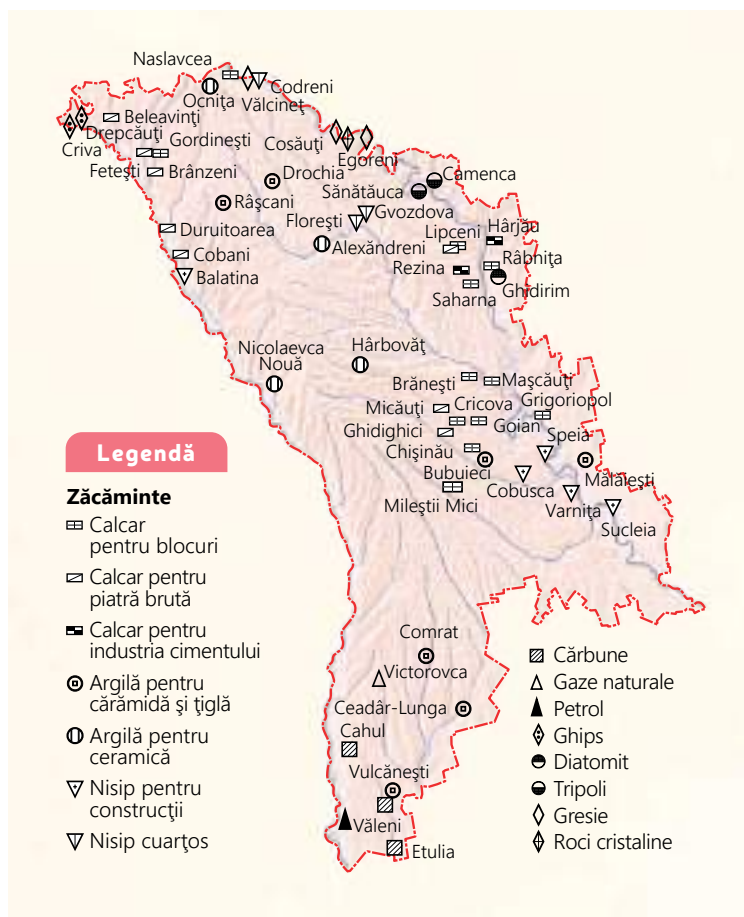 Naslavcea
Codreni
Ocniţa
Vălcineţ
Beleavinţi
Drepcăuţi
Criva
Gordineşti
Cosăuţi
Egoreni
Feteşti
Brânzeni
Drochia
Camenca
Sănătăuca
Râşcani
Floreşti
Gvozdova
Duruitoarea
Alexăndreni
Lipceni
Hârjău
Cobani
Rezina
Râbniţa
Balatina
Ghidirim
Saharna
Nicolaevca
Nouă
Hârbovăţ
Brăneşti
Maşcăuţi
Micăuţi
Cricova
Grigoriopol
Ghidighici
Goian
Speia
Chişinău
Bubuieci
Mălăieşti
Cobusca
Mileştii Mici
Varniţa
Sucleia
Comrat
Victorovca
Ceadâr-Lunga
Cahul
Vulcăneşti
Văleni
Etulia
Legendă
Zăcăminte
Calcar
pentru blocuri
Calcar pentru
piatră brută
Calcar pentru
industria cimentului
Argilă pentru
cărămidă şi ţiglă
Argilă pentru
ceramică
Nisip pentru
construcţii
Nisip cuarţos
Cărbune
Gaze naturale
Petrol
Ghips
Diatomit
Tripoli
Gresie
Roci cristaline